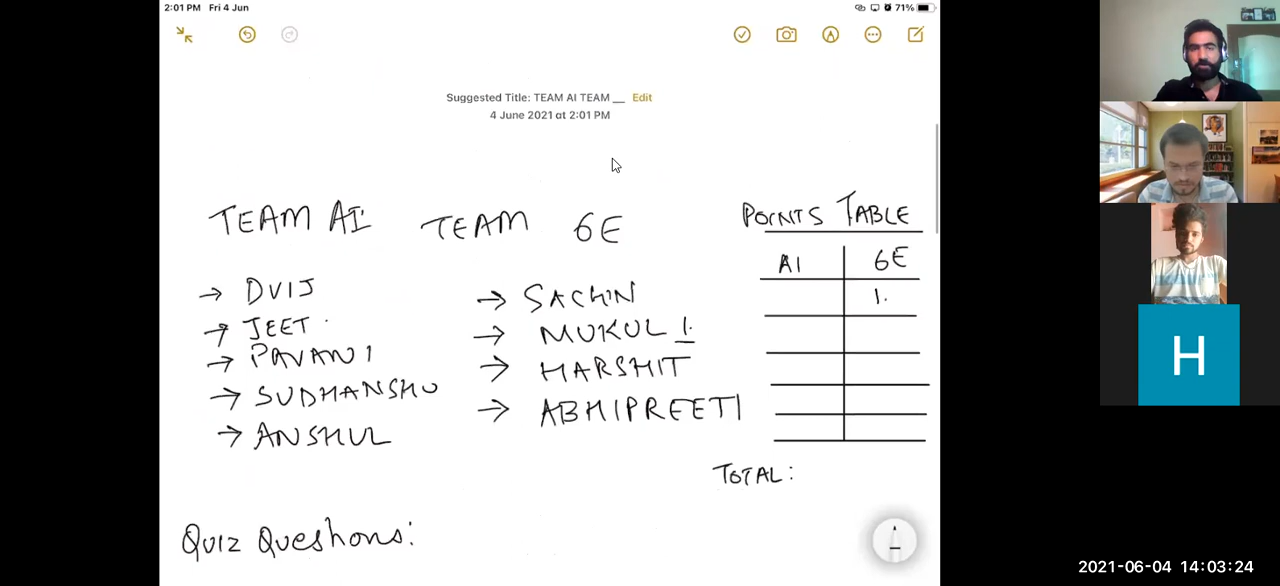 2:01 PM Fri 4 Jun
71%
Suggested Title: TEAM AI TEAM __ Edit
4 June 2021 at 2:01 PM
TEAM AI TEAM 6E
→ DVIJ
→ JEET
→ PAVANI
→ SUDHANSHU
→ ANSHUL
→ SACHIN
→ MUKUL 1.
→ HARSHIT
→ ABHIPREETI
POINTS TABLE
AI 6E
1.
TOTAL:
Quiz Questions:
H
2021-06-04 14:03:24